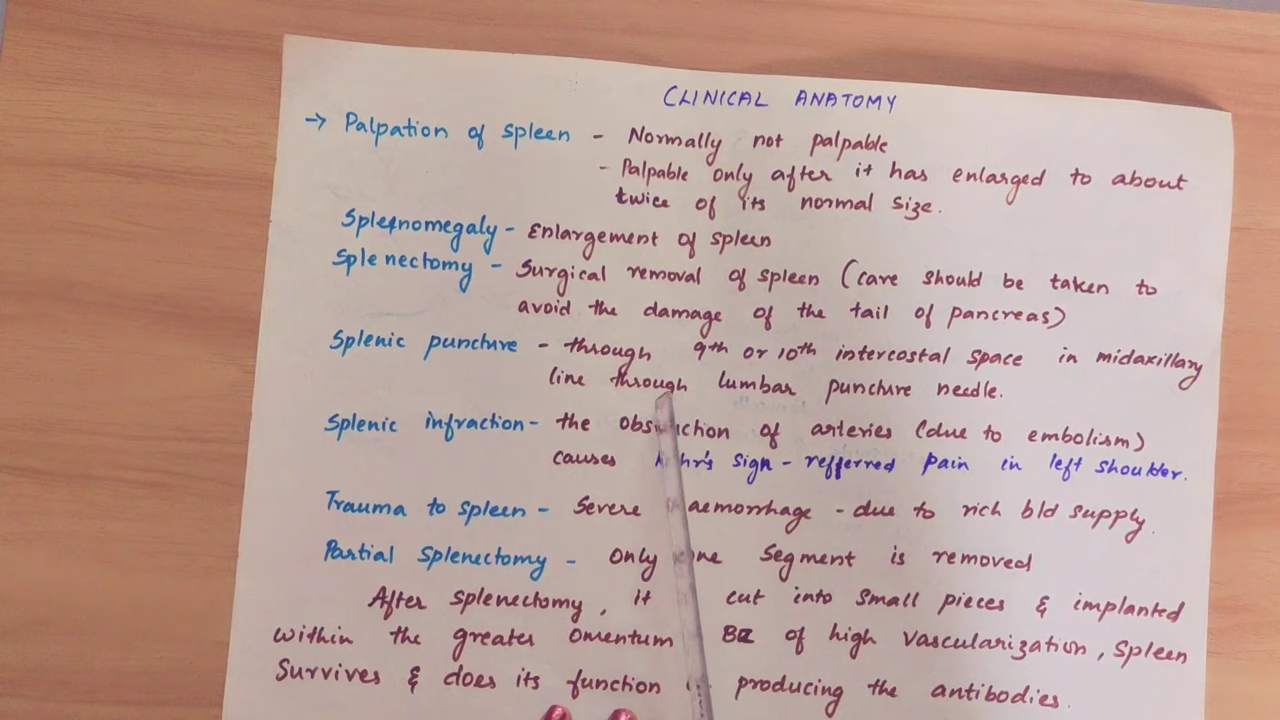 CLINICAL ANATOMY
→ Palpation of spleen - Normally not palpable
- Palpable only after it has enlarged to about
twice of its normal size.
Splenomegaly - Enlargement of spleen
Splenectomy - Surgical removal of spleen (care should be taken to
avoid the damage of the tail of pancreas)
Splenic puncture - through 9th or 10th intercostal space in midaxillary
line through lumbar puncture needle.
Splenic infraction - the obstruction of arteries (due to embolism)
causes Kehr's sign - refferred pain in left shoulder.
Trauma to spleen - Severe haemorrhage - due to rich bld supply.
Partial splenectomy - Only one segment is removed
After splenectomy, it cut into small pieces & implanted
within the greater omentum Bz of high vascularization, spleen
survives & does its function producing the antibodies.